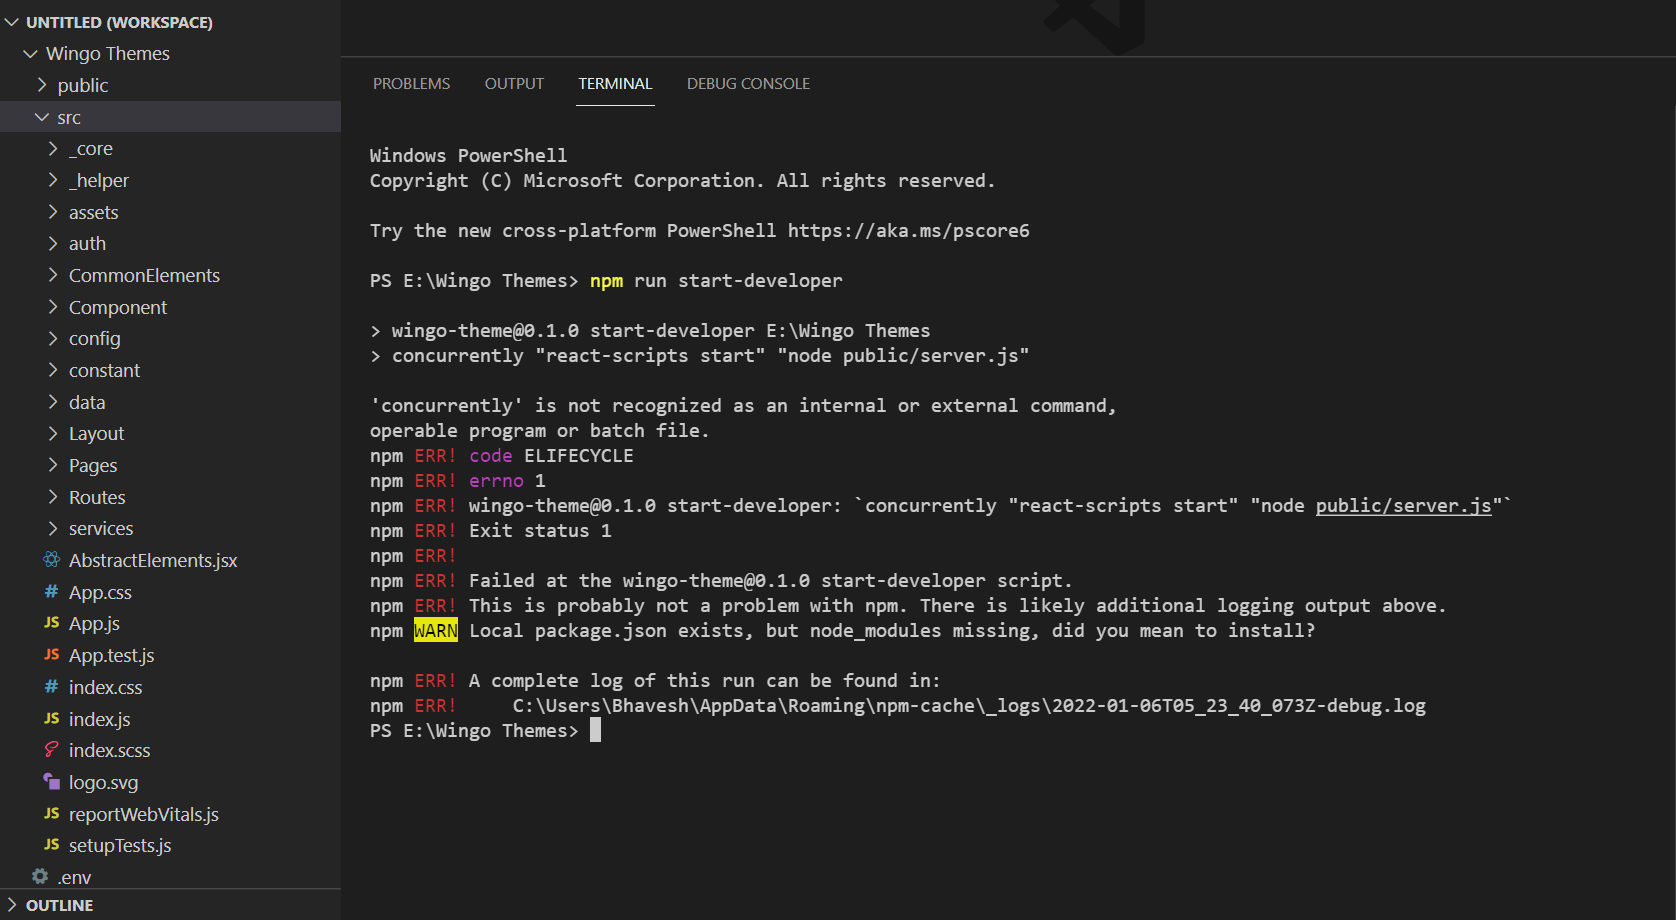 UNTITLED (WORKSPACE)
Wingo Themes
public
src
_core
_helper
assets
auth
CommonElements
Component
config
constant
data
Layout
Pages
Routes
services
AbstractElements.jsx
# App.css
JS App.js
JS App.test.js
# index.css
JS index.js
index.scss
logo.svg
JS reportWebVitals.js
JS setupTests.js
.env
OUTLINE
PROBLEMS OUTPUT TERMINAL DEBUG CONSOLE
Windows PowerShell
Copyright (C) Microsoft Corporation. All rights reserved.
Try the new cross-platform PowerShell https://aka.ms/pscore6
PS E:\Wingo Themes> npm run start-developer
> wingo-theme@0.1.0 start-developer E:\Wingo Themes
> concurrently "react-scripts start" "node public/server.js"
'concurrently' is not recognized as an internal or external command,
operable program or batch file.
npm ERR! code ELIFECYCLE
npm ERR! errno 1
npm ERR! wingo-theme@0.1.0 start-developer: `concurrently "react-scripts start" "node public/server.js"`
npm ERR! Exit status 1
npm ERR!
npm ERR! Failed at the wingo-theme@0.1.0 start-developer script.
npm ERR! This is probably not a problem with npm. There is likely additional logging output above.
npm WARN Local package.json exists, but node_modules missing, did you mean to install?
npm ERR! A complete log of this run can be found in:
npm ERR!     C:\Users\Bhavesh\AppData\Roaming\npm-cache\_logs\2022-01-06T05_23_40_073Z-debug.log
PS E:\Wingo Themes>